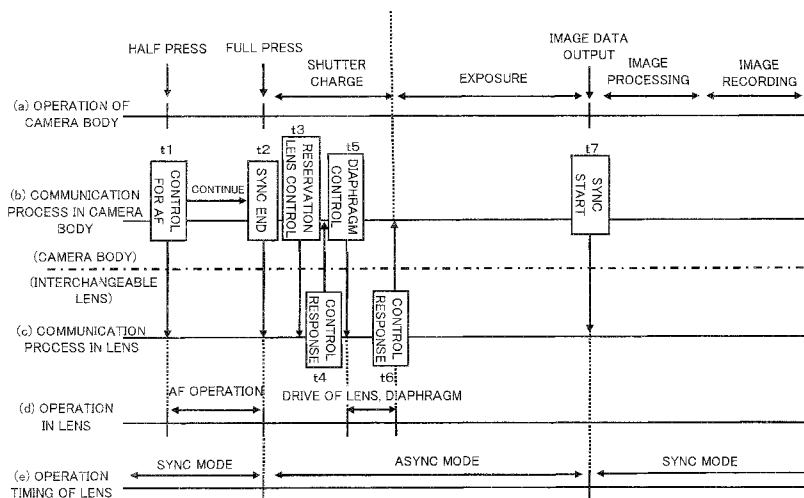 HALF PRESS
FULL PRESS
SHUTTER
CHARGE
EXPOSURE
IMAGE DATA
OUTPUT
IMAGE
PROCESSING
IMAGE
RECORDING
(a) OPERATION OF
CAMERA BODY
t1
t2
t3
t5
t7
CONTROL
FOR AF
CONTINUE
SYNC END
RESERVATION
LENS CONTROL
DIAPHRAGM
CONTROL
SYNC
START
(b) COMMUNICATION
PROCESS IN CAMERA
BODY
(CAMERA BODY)
(INTERCHANGEABLE
LENS)
CONTROL
RESPONSE
CONTROL
RESPONSE
(c) COMMUNICATION
PROCESS IN LENS
t4
t6
AF OPERATION
DRIVE OF LENS, DIAPHRAGM
(d) OPERATION
IN LENS
SYNC MODE
ASYNC MODE
SYNC MODE
(e) OPERATION
TIMING OF LENS